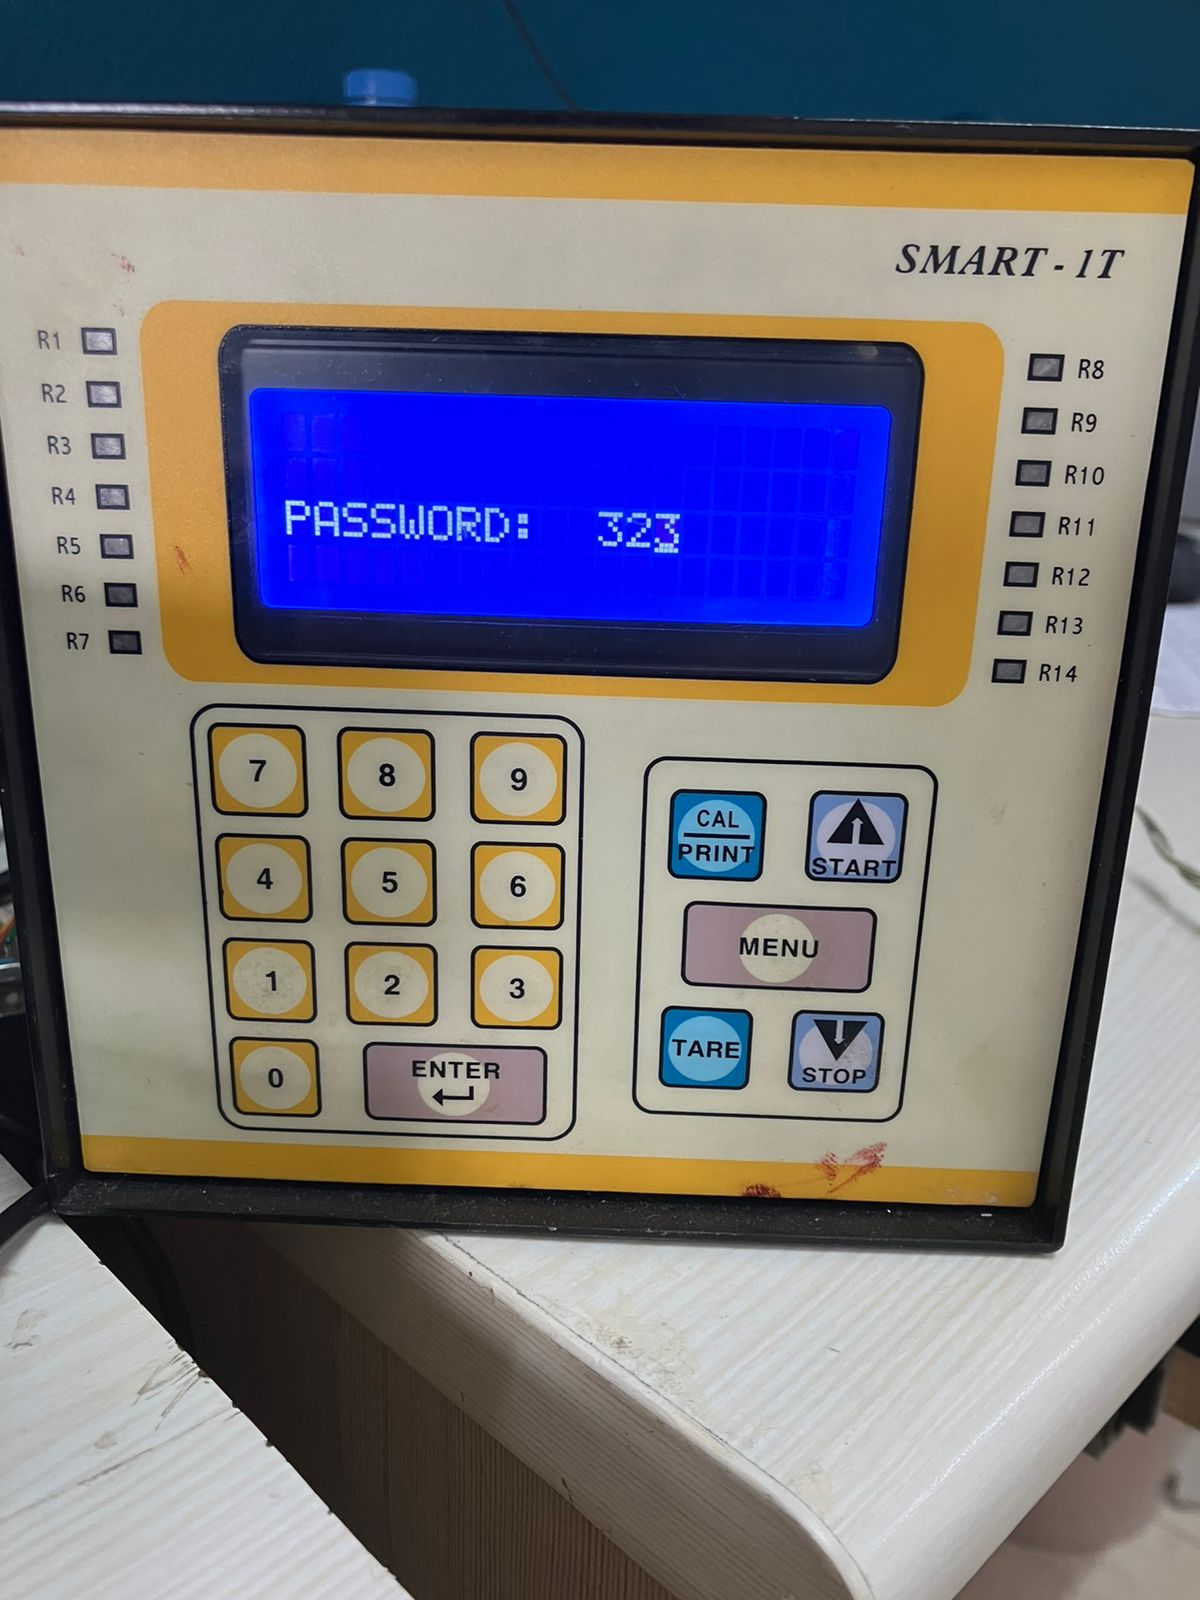 SMART - 1T
R1
R2
R3
R4
R5
R6
R7
R8
R9
R10
R11
R12
R13
R14
PASSWORD: 323
7 8 9
4 5 6
1 2 3
0 ENTER
CAL
PRINT
START
MENU
TARE
STOP